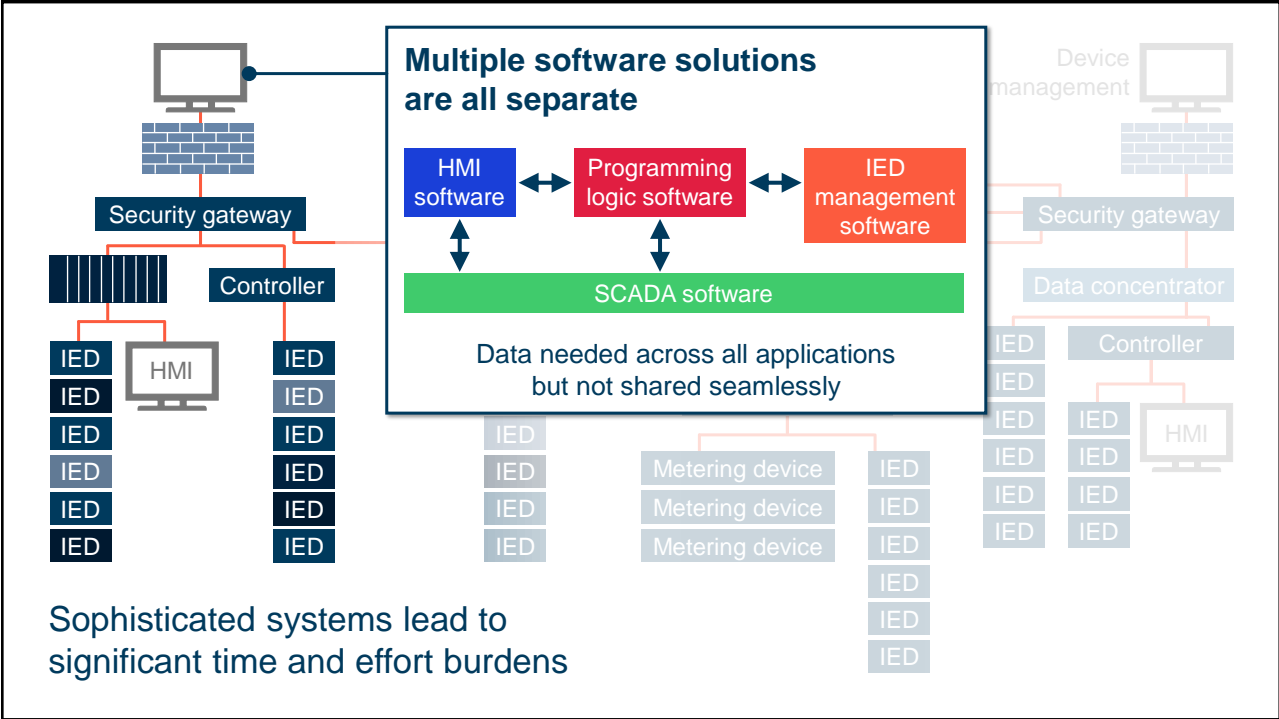 Multiple software solutions
are all separate
HMI
software
Programming
logic software
IED
management
software
SCADA software
Data needed across all applications
but not shared seamlessly
Security gateway
Controller
IED
IED
IED
IED
IED
IED
HMI
IED
IED
IED
IED
IED
IED
IED
IED
IED
IED
Metering device
Metering device
Metering device
IED
IED
IED
IED
IED
IED
Device
management
Security gateway
Data concentrator
IED
IED
IED
IED
IED
IED
Controller
IED
IED
IED
IED
HMI
Sophisticated systems lead to
significant time and effort burdens